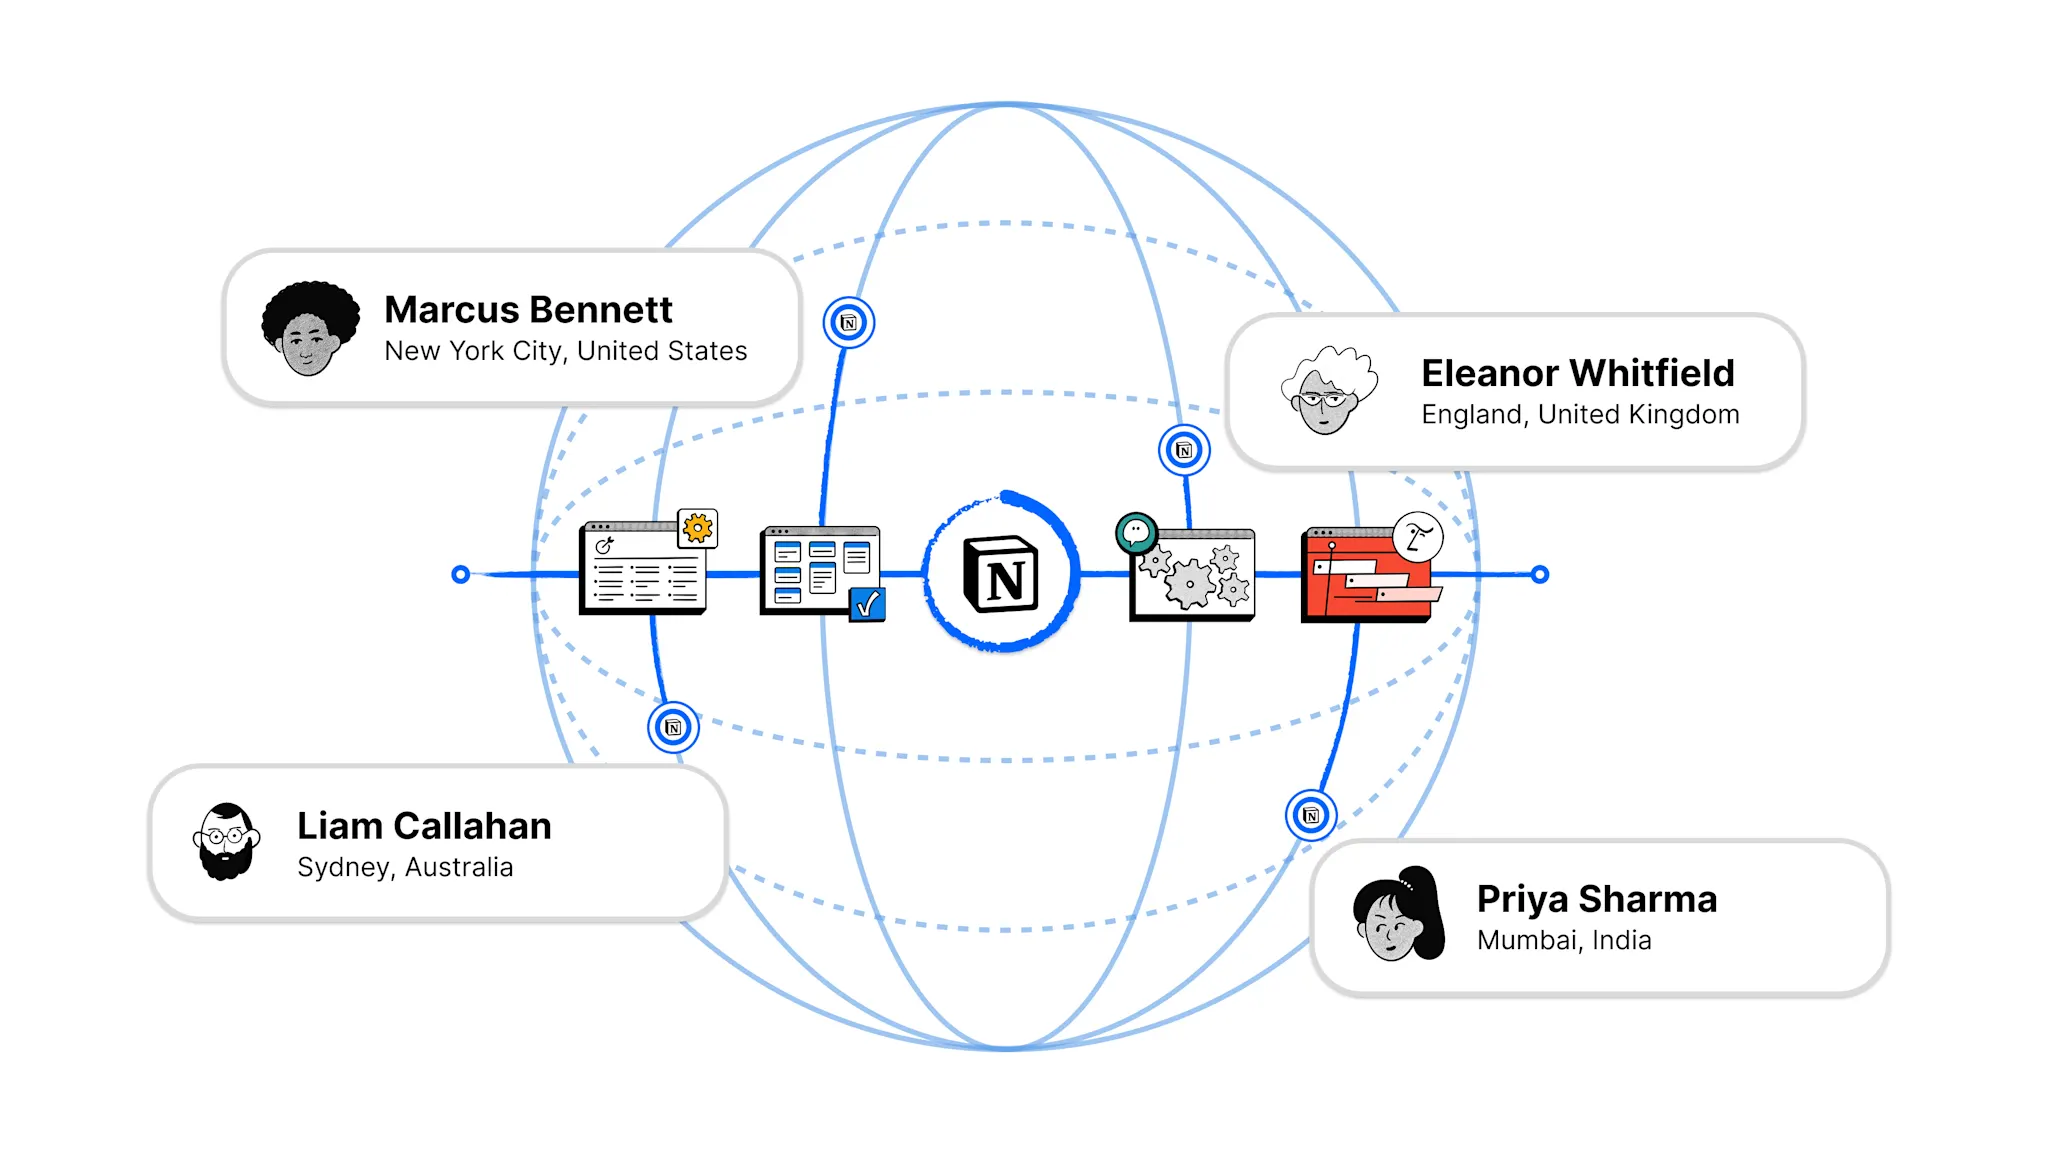 Marcus Bennett
New York City, United States
N
Eleanor Whitfield
England, United Kingdom
N
N
N
Liam Callahan
Sydney, Australia
N
Priya Sharma
Mumbai, India